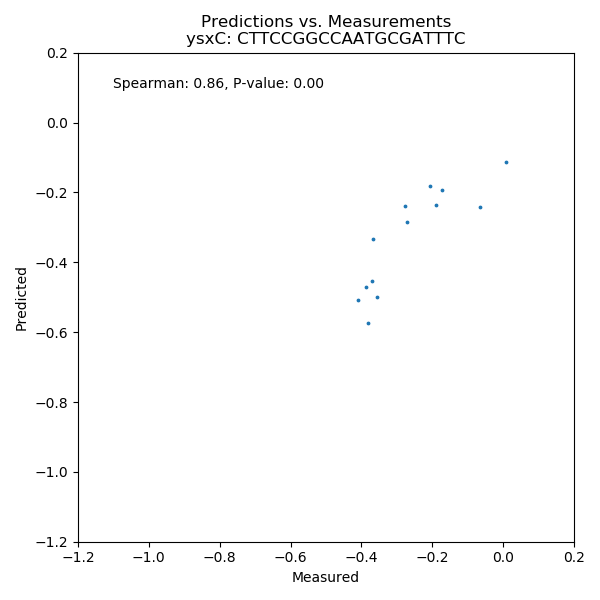 Predictions vs. Measurements
ysxC: CTTCCGGCCAATGCGATTTC
Spearman: 0.86, P-value: 0.00
0.2
0.0
−0.2
−0.4
−0.6
−0.8
−1.0
−1.2
Predicted
−1.2 −1.0 −0.8 −0.6 −0.4 −0.2 0.0 0.2
Measured